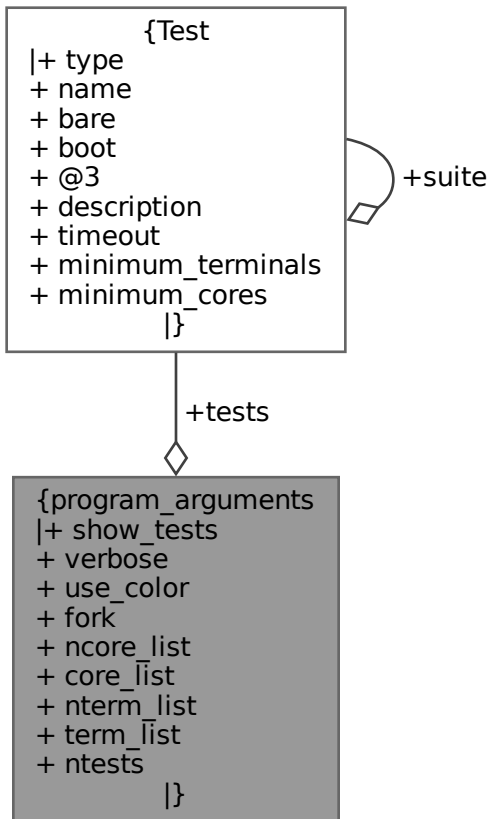 {Test
|+ type
+ name
+ bare
+ boot
+ @3
+ description
+ timeout
+ minimum_terminals
+ minimum_cores
|}
+suite
+tests
{program_arguments
|+ show_tests
+ verbose
+ use_color
+ fork
+ ncore_list
+ core_list
+ nterm_list
+ term_list
+ ntests
|}